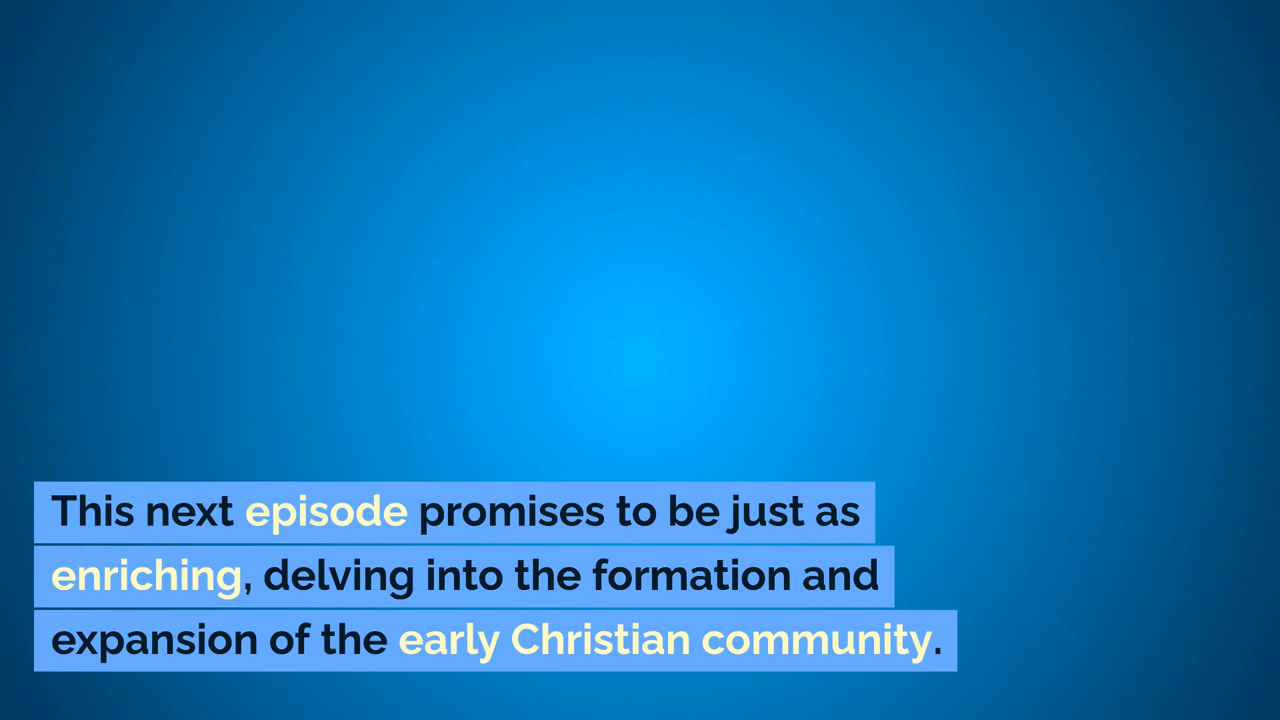 This next episode promises to be just as
enriching, delving into the formation and
expansion of the early Christian community.